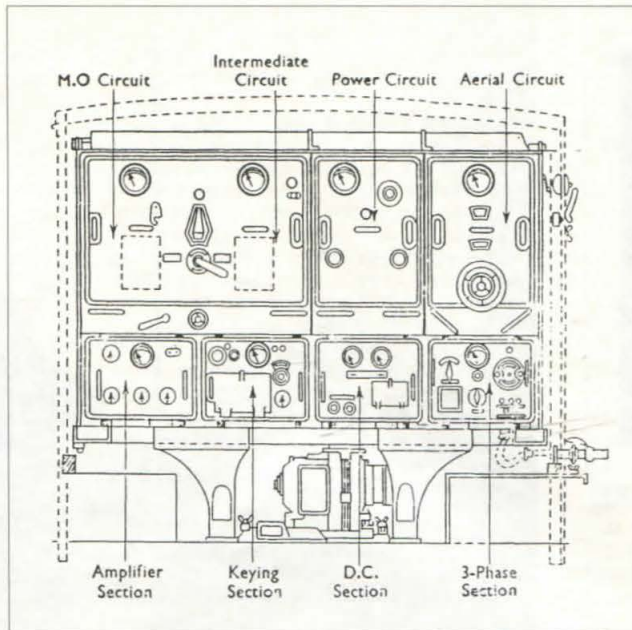 Intermediate
M.O Circuit Circuit Power Circuit Aerial Circuit
Amplifier Keying D.C. 3-Phase
Section Section Section Section